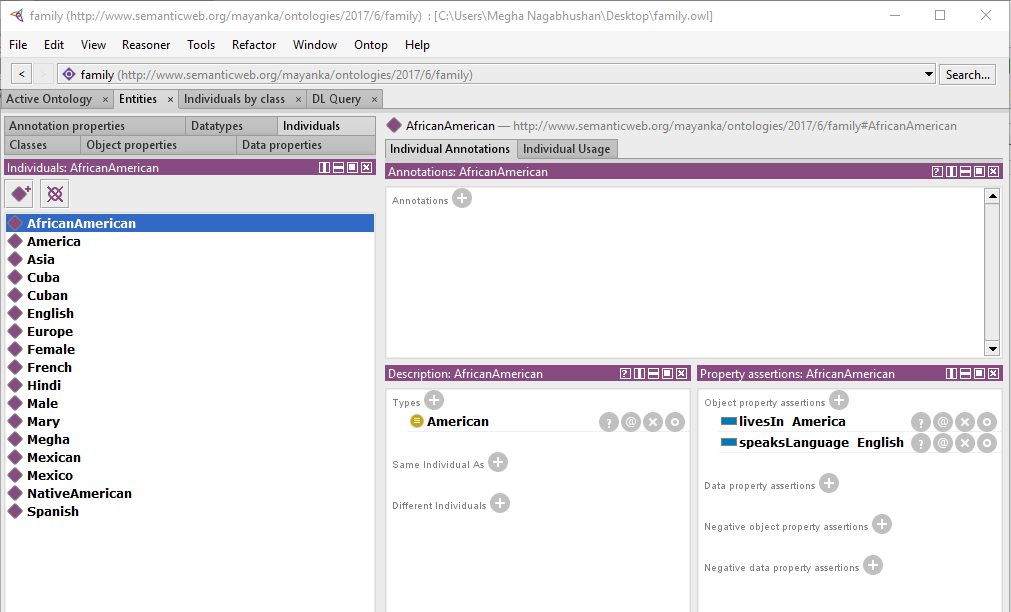 family (http://www.semanticweb.org/mayanka/ontologies/2017/6/family) : [C:\Users\Megha Nagabhushan\Desktop\family.owl]
File Edit View Reasoner Tools Refactor Window Ontop Help
< > family (http://www.semanticweb.org/mayanka/ontologies/2017/6/family) Search...
Active Ontology × Entities × Individuals by class × DL Query ×
Annotation properties Datatypes Individuals
Classes Object properties Data properties
Individuals: AfricanAmerican
AfricanAmerican
America
Asia
Cuba
Cuban
English
Europe
Female
French
Hindi
Male
Mary
Megha
Mexican
Mexico
NativeAmerican
Spanish
AfricanAmerican — http://www.semanticweb.org/mayanka/ontologies/2017/6/family#AfricanAmerican
Individual Annotations Individual Usage
Annotations: AfricanAmerican
Annotations
Description: AfricanAmerican
Types
American
Same Individual As
Different Individuals
Property assertions: AfricanAmerican
Object property assertions
livesIn America
speaksLanguage English
Data property assertions
Negative object property assertions
Negative data property assertions